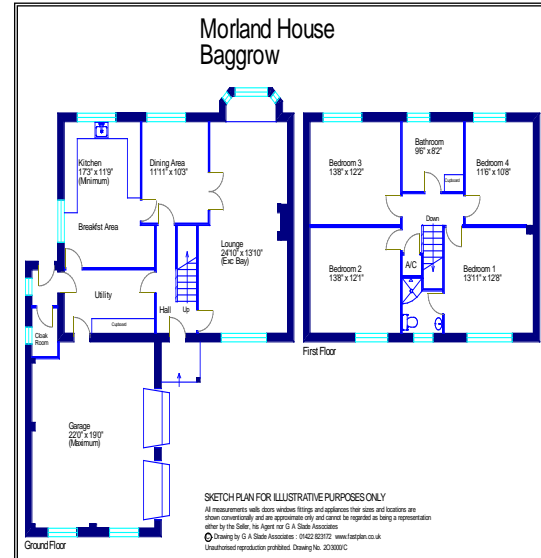 Morland House
Baggrow
Kitchen
17'3" x 11'9"
(Minimum)
Dining Area
11'11" x 10'3"
Breakfast Area
Lounge
24'10" x 13'10"
(Exc Bay)
Utility
Cupboard
Hall
Up
Cloak
Room
Garage
22'0" x 19'0"
(Maximum)
Ground Floor
Bedroom 3
13'8" x 12'2"
Bathroom
9'6" x 8'2"
Cupboard
Bedroom 4
11'6" x 10'8"
Down
Bedroom 2
13'8" x 12'1"
A/C
Bedroom 1
13'11" x 12'8"
First Floor
SKETCH PLAN FOR ILLUSTRATIVE PURPOSES ONLY
All measurements walls doors windows fittings and appliances their sizes and locations are
shown conventionally and are approximate only and cannot be regarded as being a representation
either by the Seller, his Agent nor G A Slade Associates
© Drawing by G A Slade Associates : 01422 823172 www.fastplan.co.uk
Unauthorised reproduction prohibited. Drawing No. 203000/C